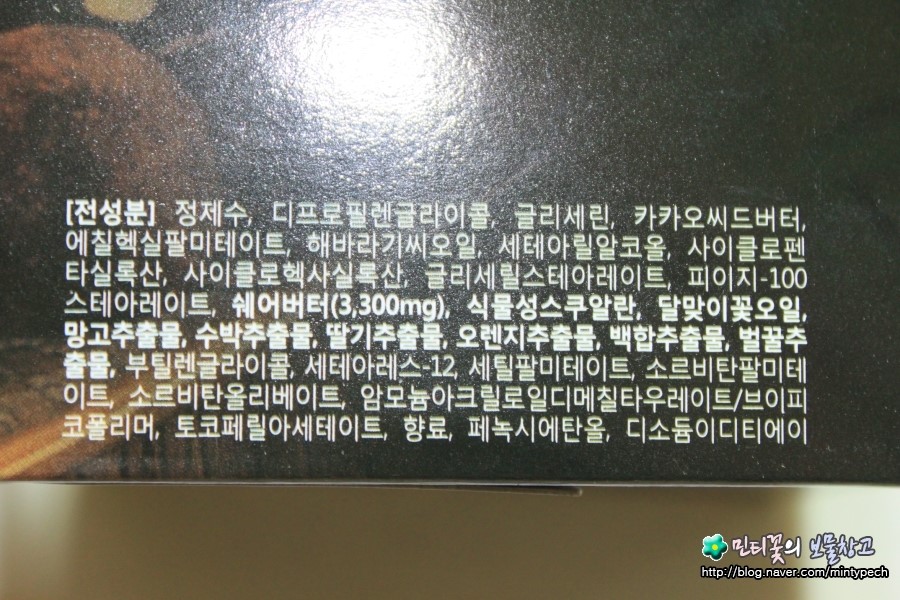 [전성분] 정제수, 디프로필렌글라이콜, 글리세린, 카카오씨드버터,
에칠헥실팔미테이트, 해바라기씨오일, 세테아릴알코올, 사이클로펜
타실록산, 사이클로헥사실록산, 글리세릴스테아레이트, 피이지-100
스테아레이트, 쉐어버터(3,300mg), 식물성스쿠알란, 달맞이꽃오일,
망고추출물, 수박추출물, 딸기추출물, 오렌지추출물, 백합추출물, 벌꿀추
출물, 부틸렌글라이콜, 세테아레스-12, 세틸팔미테이트, 소르비탄팔미테
이트, 소르비탄올리베이트, 암모늄아크릴로일디메칠타우레이트/브이피
코폴리머, 토코페릴아세테이트, 향료, 페녹시에탄올, 디소듐이디티에이
민티꽃의 보물창고
http://blog.naver.com/mintypech